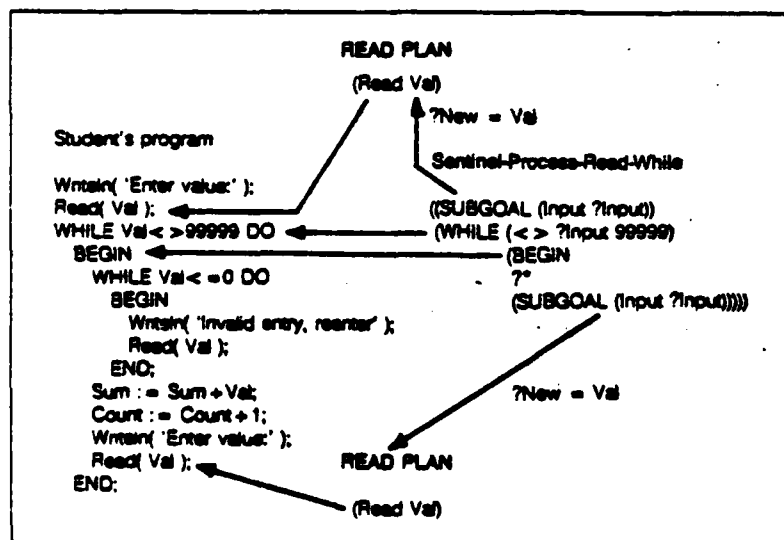 READ PLAN
(Read Val)
?New = Val
Student's program
Sentinel-Process-Read-While
Writeln( 'Enter value:' );
Read( Val );
((SUBGOAL (Input ?Input))
WHILE Val< >99999 DO
(WHILE (< > ?Input 99999)
BEGIN
(BEGIN
WHILE Val< =0 DO
?*
BEGIN
(SUBGOAL (Input ?Input)))))
Writeln( 'Invalid entry, reenter' );
Read( Val );
END;
Sum := Sum+Val;
?New = Val
Count := Count+1;
Writeln( 'Enter value:' );
Read( Val );
READ PLAN
END;
(Read Val)